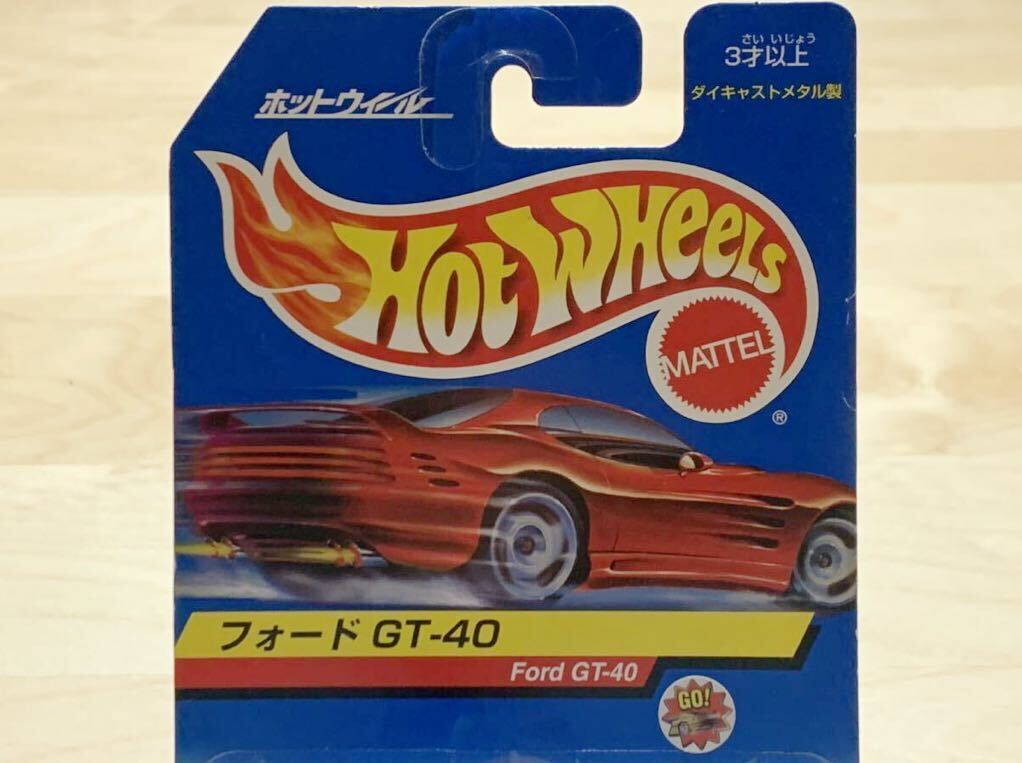 さい いじょう
3才以上
ダイキャストメタル製
ホットウィール
HOT WHEELS
MATTEL
®
フォード GT-40
Ford GT-40
GO!